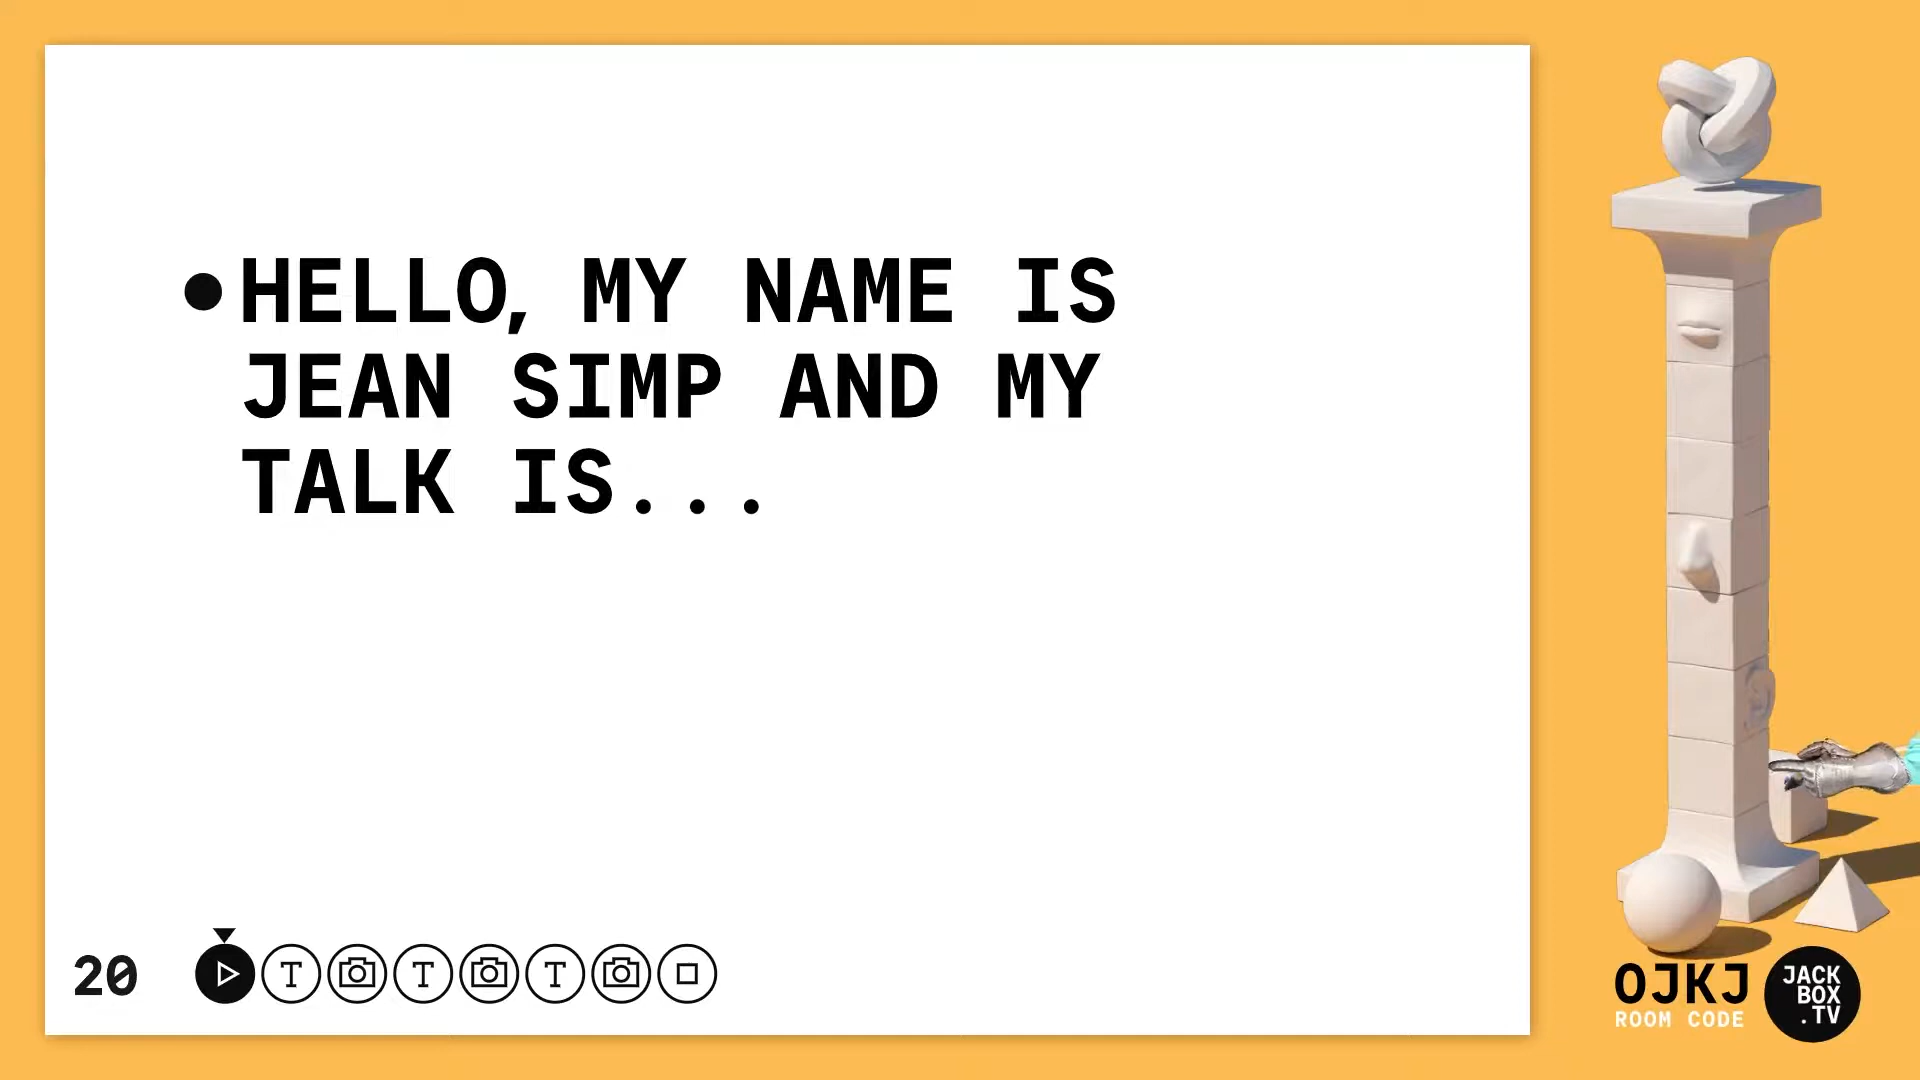 ●HELLO, MY NAME IS
JEAN SIMP AND MY
TALK IS...
20
T
T
T
OJKJ
ROOM CODE
JACK
BOX
.TV